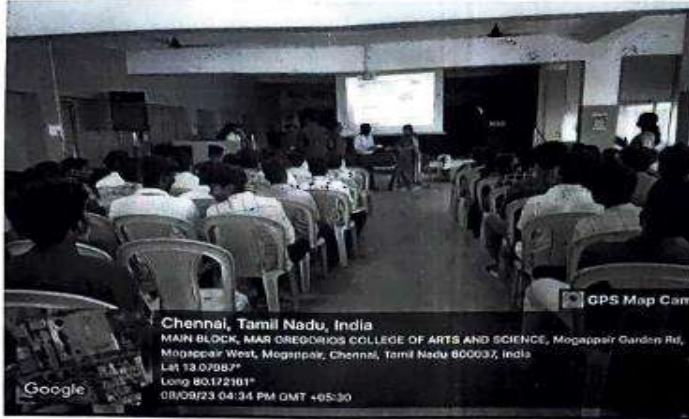 GPS Map Cam
Chennai, Tamil Nadu, India
MAIN BLOCK, MAR GREGORIOS COLLEGE OF ARTS AND SCIENCE, Mogappair Garden Rd,
Mogappair West, Mogappair, Chennai, Tamil Nadu 600037, India
Lat 13.07987°
Long 80.172101°
08/09/23 04:34 PM GMT +05:30
Google